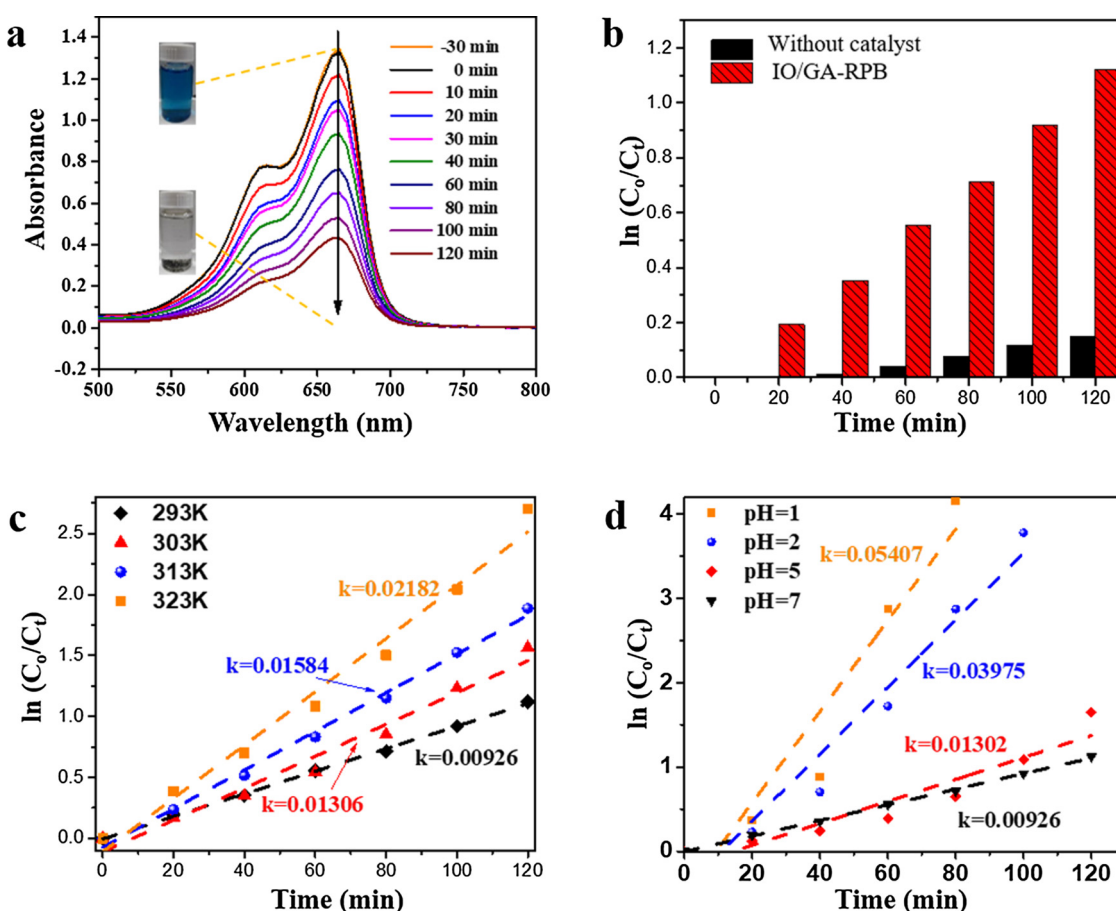 a
1.4
1.2
1.0
0.8
0.6
0.4
0.2
0.0
-0.2
Absorbance
500
550
600
650
700
750
800
Wavelength (nm)
-30 min
0 min
10 min
20 min
30 min
40 min
60 min
80 min
100 min
120 min
b
1.2
1.0
0.8
0.6
0.4
0.2
0.0
ln (Co/Ct)
Without catalyst
IO/GA-RPB
0
20
40
60
80
100
120
Time (min)
c
2.5
2.0
1.5
1.0
0.5
0.0
ln (Co/Ct)
293K
303K
313K
323K
k=0.02182
k=0.01584
k=0.00926
k=0.01306
0
20
40
60
80
100
120
Time (min)
d
4
3
2
1
0
ln (Co/Ct)
pH=1
pH=2
pH=5
pH=7
k=0.05407
k=0.03975
k=0.01302
k=0.00926
0
20
40
60
80
100
120
Time (min)